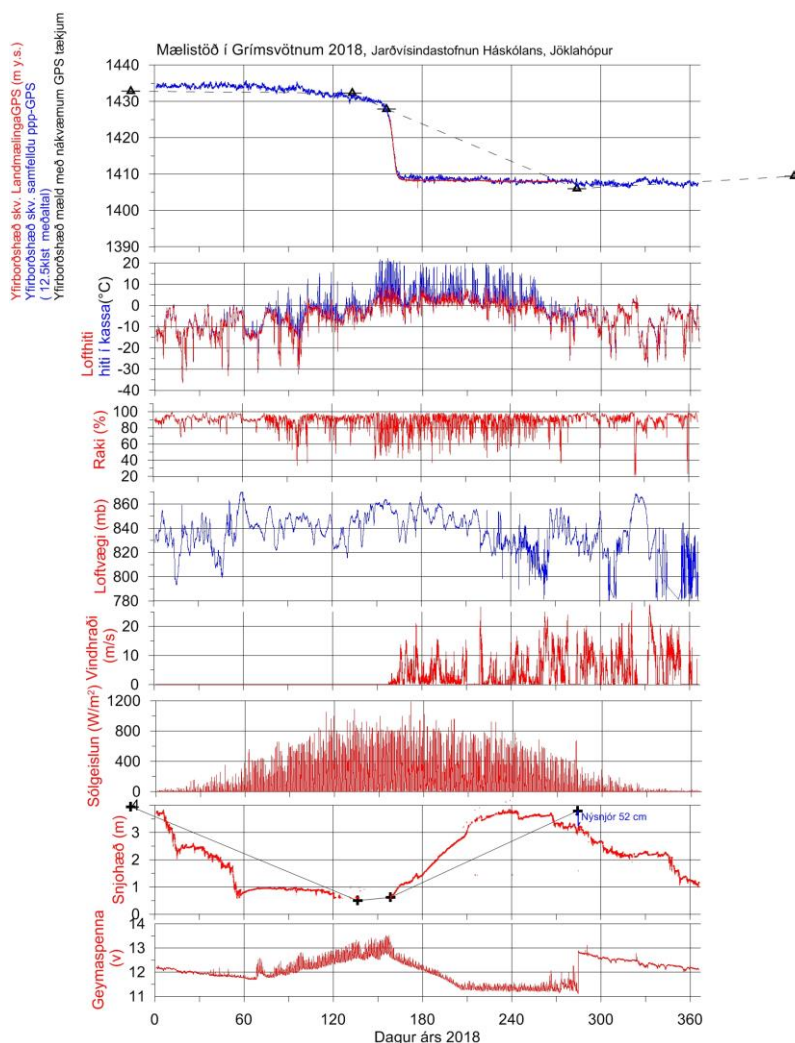 Mælistöð í Grímsvötnum 2018, Jarðvísindastofnun Háskólans, Jöklahópur
Yfirborðshæð skv. LandmælingaGPS (m y.s.)
Yfirborðshæð skv. samfelldu ppp-GPS
( 12.5klst meðaltal)
Yfirborðshæð mæld með nákvæmum GPS tækjum
1440
1430
1420
1410
1400
1390
Lofthiti
hiti í kassa(°C)
20
10
0
-10
-20
-30
-40
Raki (%)
100
80
60
40
20
Loftvægi (mb)
860
840
820
800
780
Vindhraði
(m/s)
20
10
0
Sólgeislun (W/m²)
1200
800
400
0
Snjohæð (m)
4
3
2
1
0
Nýsnjór 52 cm
Geymaspenna
(v)
14
13
12
11
0 60 120 180 240 300 360
Dagur árs 2018